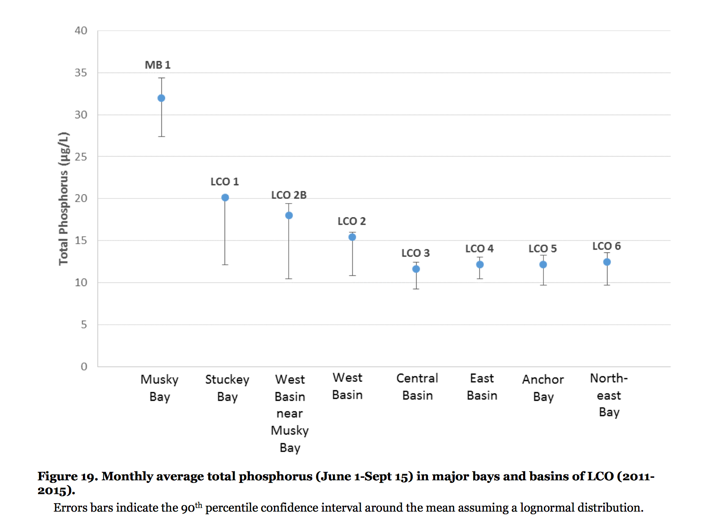 40
35
30
25
20
15
10
5
0
Total Phosphorus (µg/L)
MB 1
LCO 1
LCO 2B
LCO 2
LCO 3
LCO 4
LCO 5
LCO 6
Musky
Bay
Stuckey
Bay
West
Basin
near
Musky
Bay
West
Basin
Central
Basin
East
Basin
Anchor
Bay
North-
east
Bay
Figure 19. Monthly average total phosphorus (June 1-Sept 15) in major bays and basins of LCO (2011-
2015).
Errors bars indicate the 90th percentile confidence interval around the mean assuming a lognormal distribution.